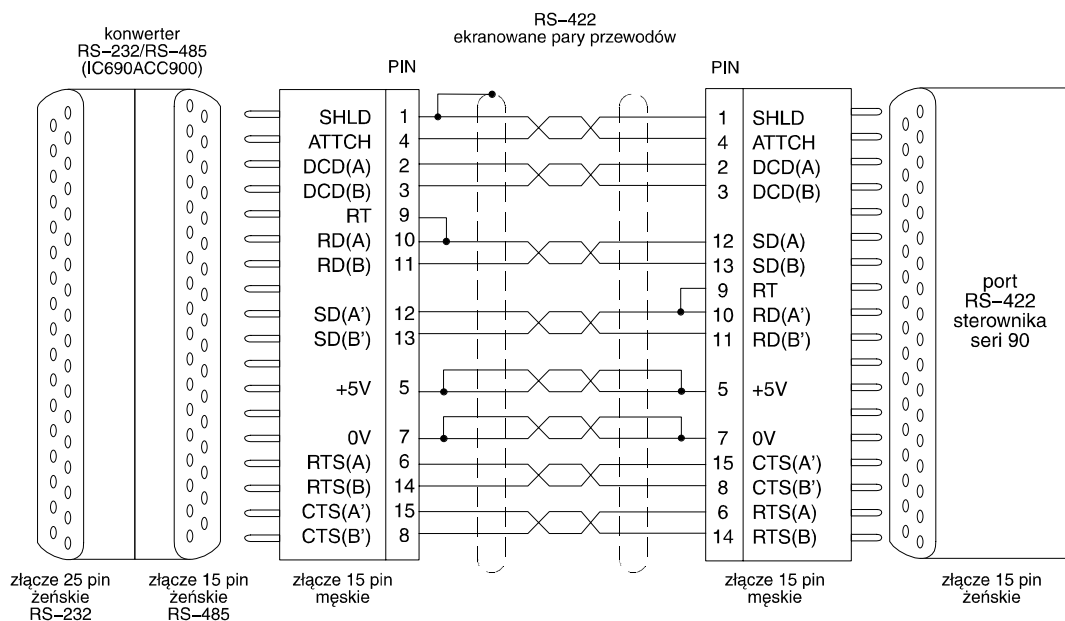 konwerter
RS-232/RS-485
(IC690ACC900)
RS-422
ekranowane pary przewodów
PIN
PIN
SHLD 1
ATTCH 4
DCD(A) 2
DCD(B) 3
RT 9
RD(A) 10
RD(B) 11
SD(A') 12
SD(B') 13
+5V 5
0V 7
RTS(A) 6
RTS(B) 14
CTS(A') 15
CTS(B') 8
1 SHLD
4 ATTCH
2 DCD(A)
3 DCD(B)
12 SD(A)
13 SD(B)
9 RT
10 RD(A')
11 RD(B')
5 +5V
7 0V
15 CTS(A')
8 CTS(B')
6 RTS(A)
14 RTS(B)
port
RS-422
sterownika
seri 90
złącze 25 pin
żeńskie
RS-232
złącze 15 pin
żeńskie
RS-485
złącze 15 pin
męskie
złącze 15 pin
męskie
złącze 15 pin
żeńskie